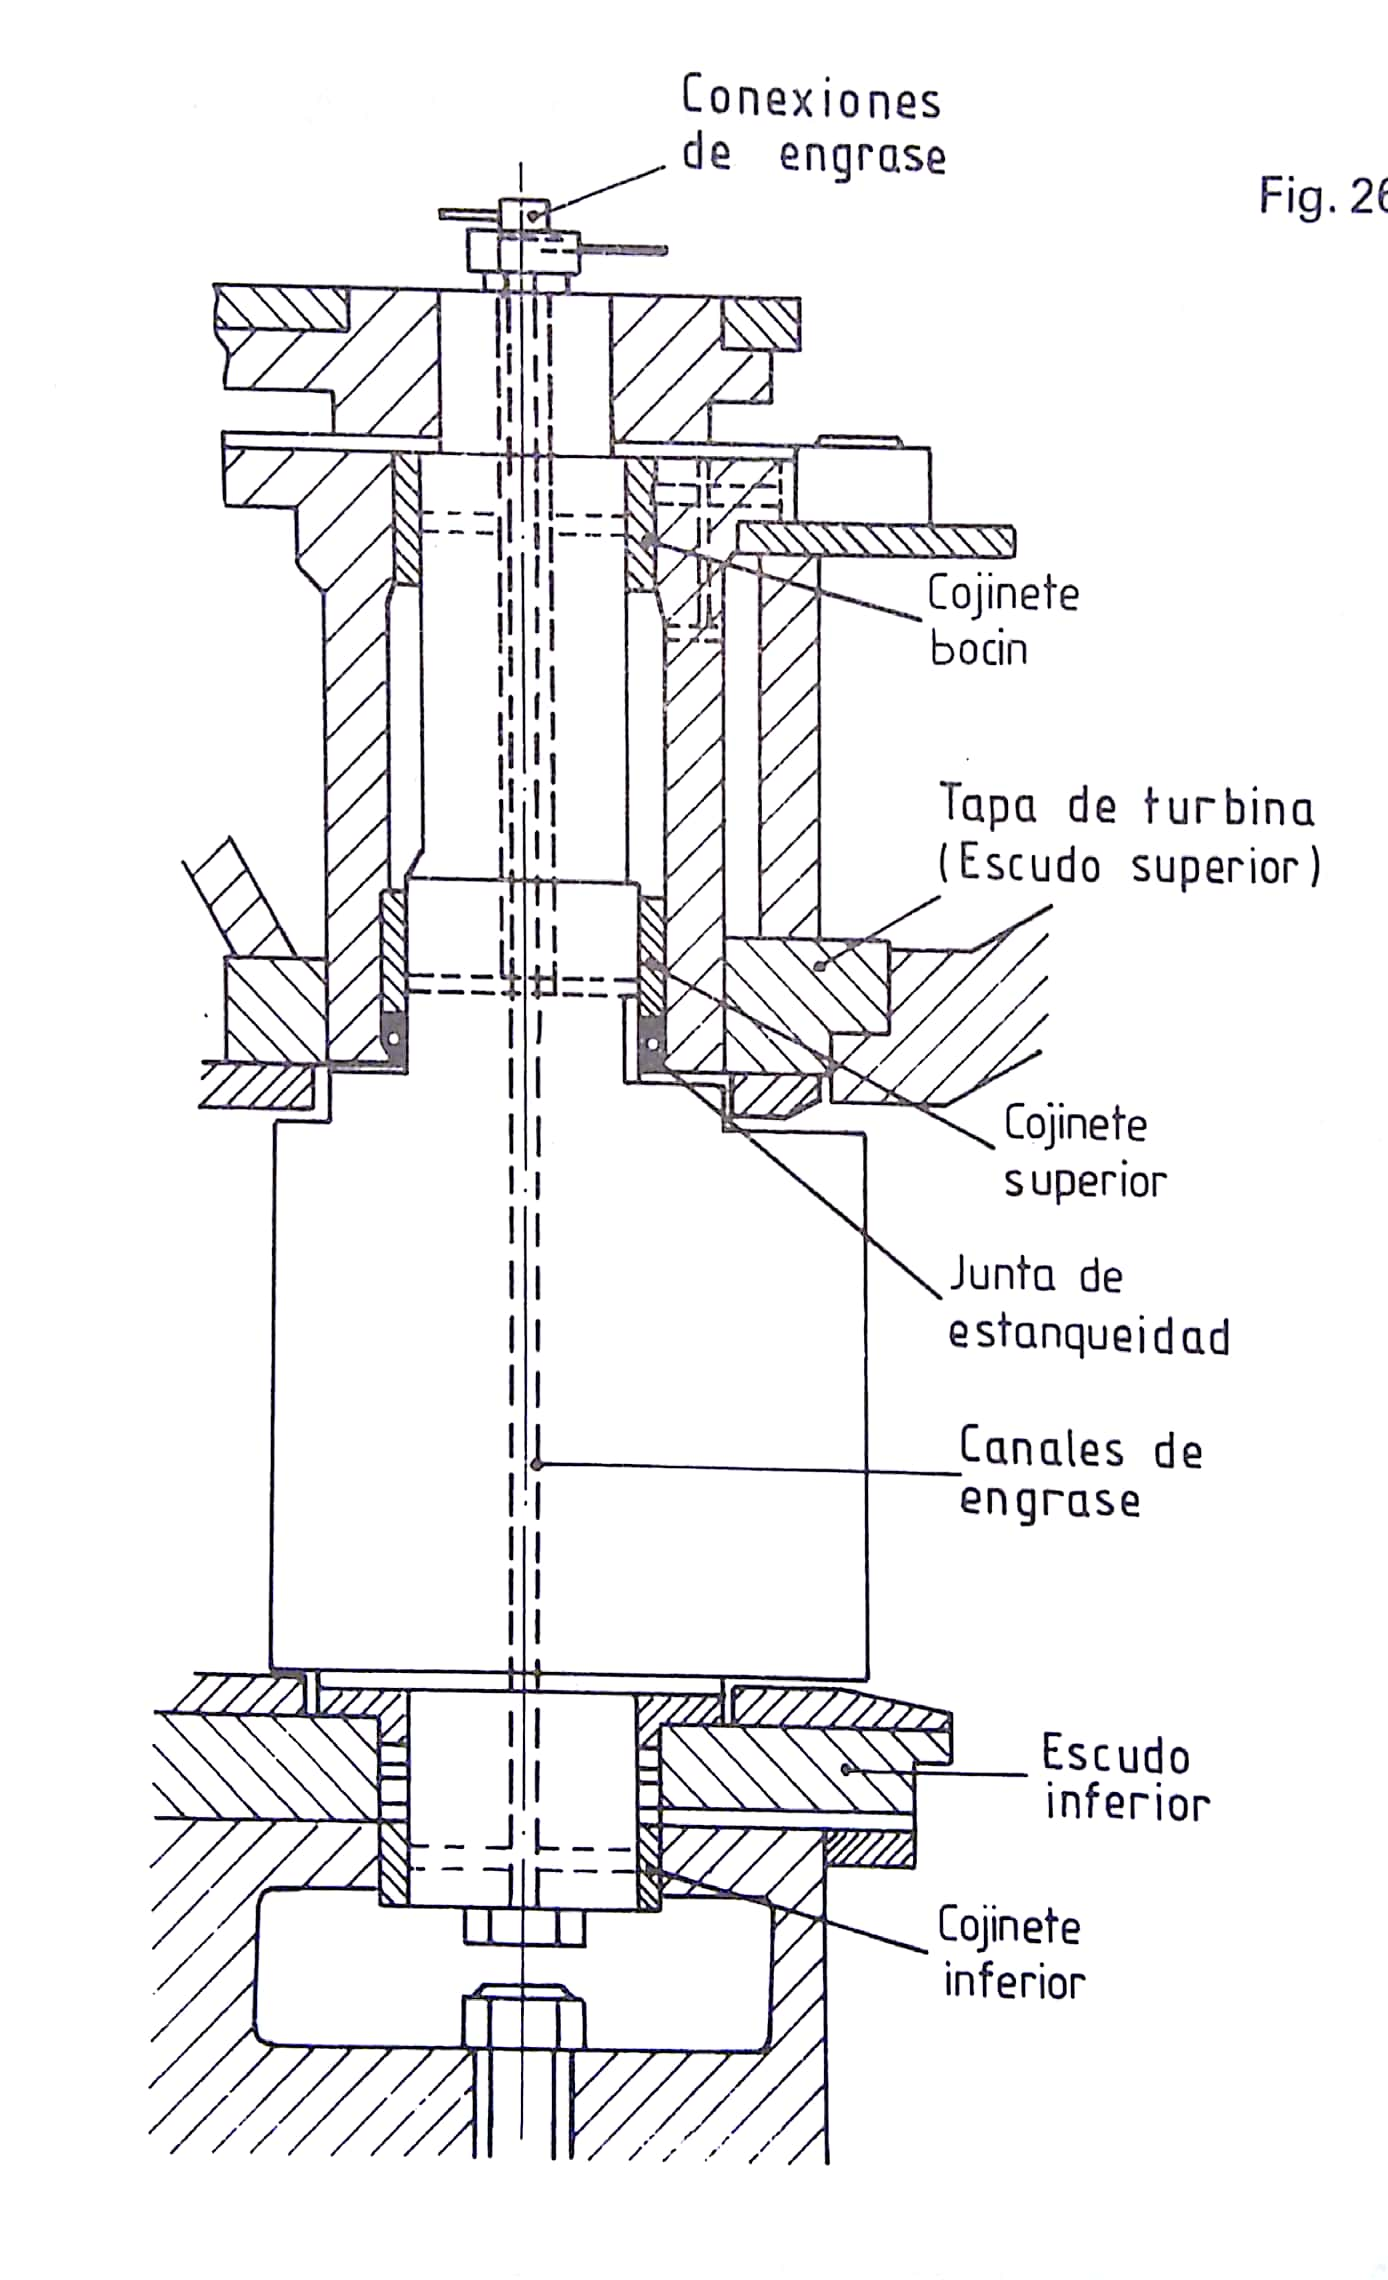 Conexiones
de engrase
Fig. 26
Cojinete
bocin
Tapa de turbina
(Escudo superior)
Cojinete
superior
Junta de
estanqueidad
Canales de
engrase
Escudo
inferior
Cojinete
inferior